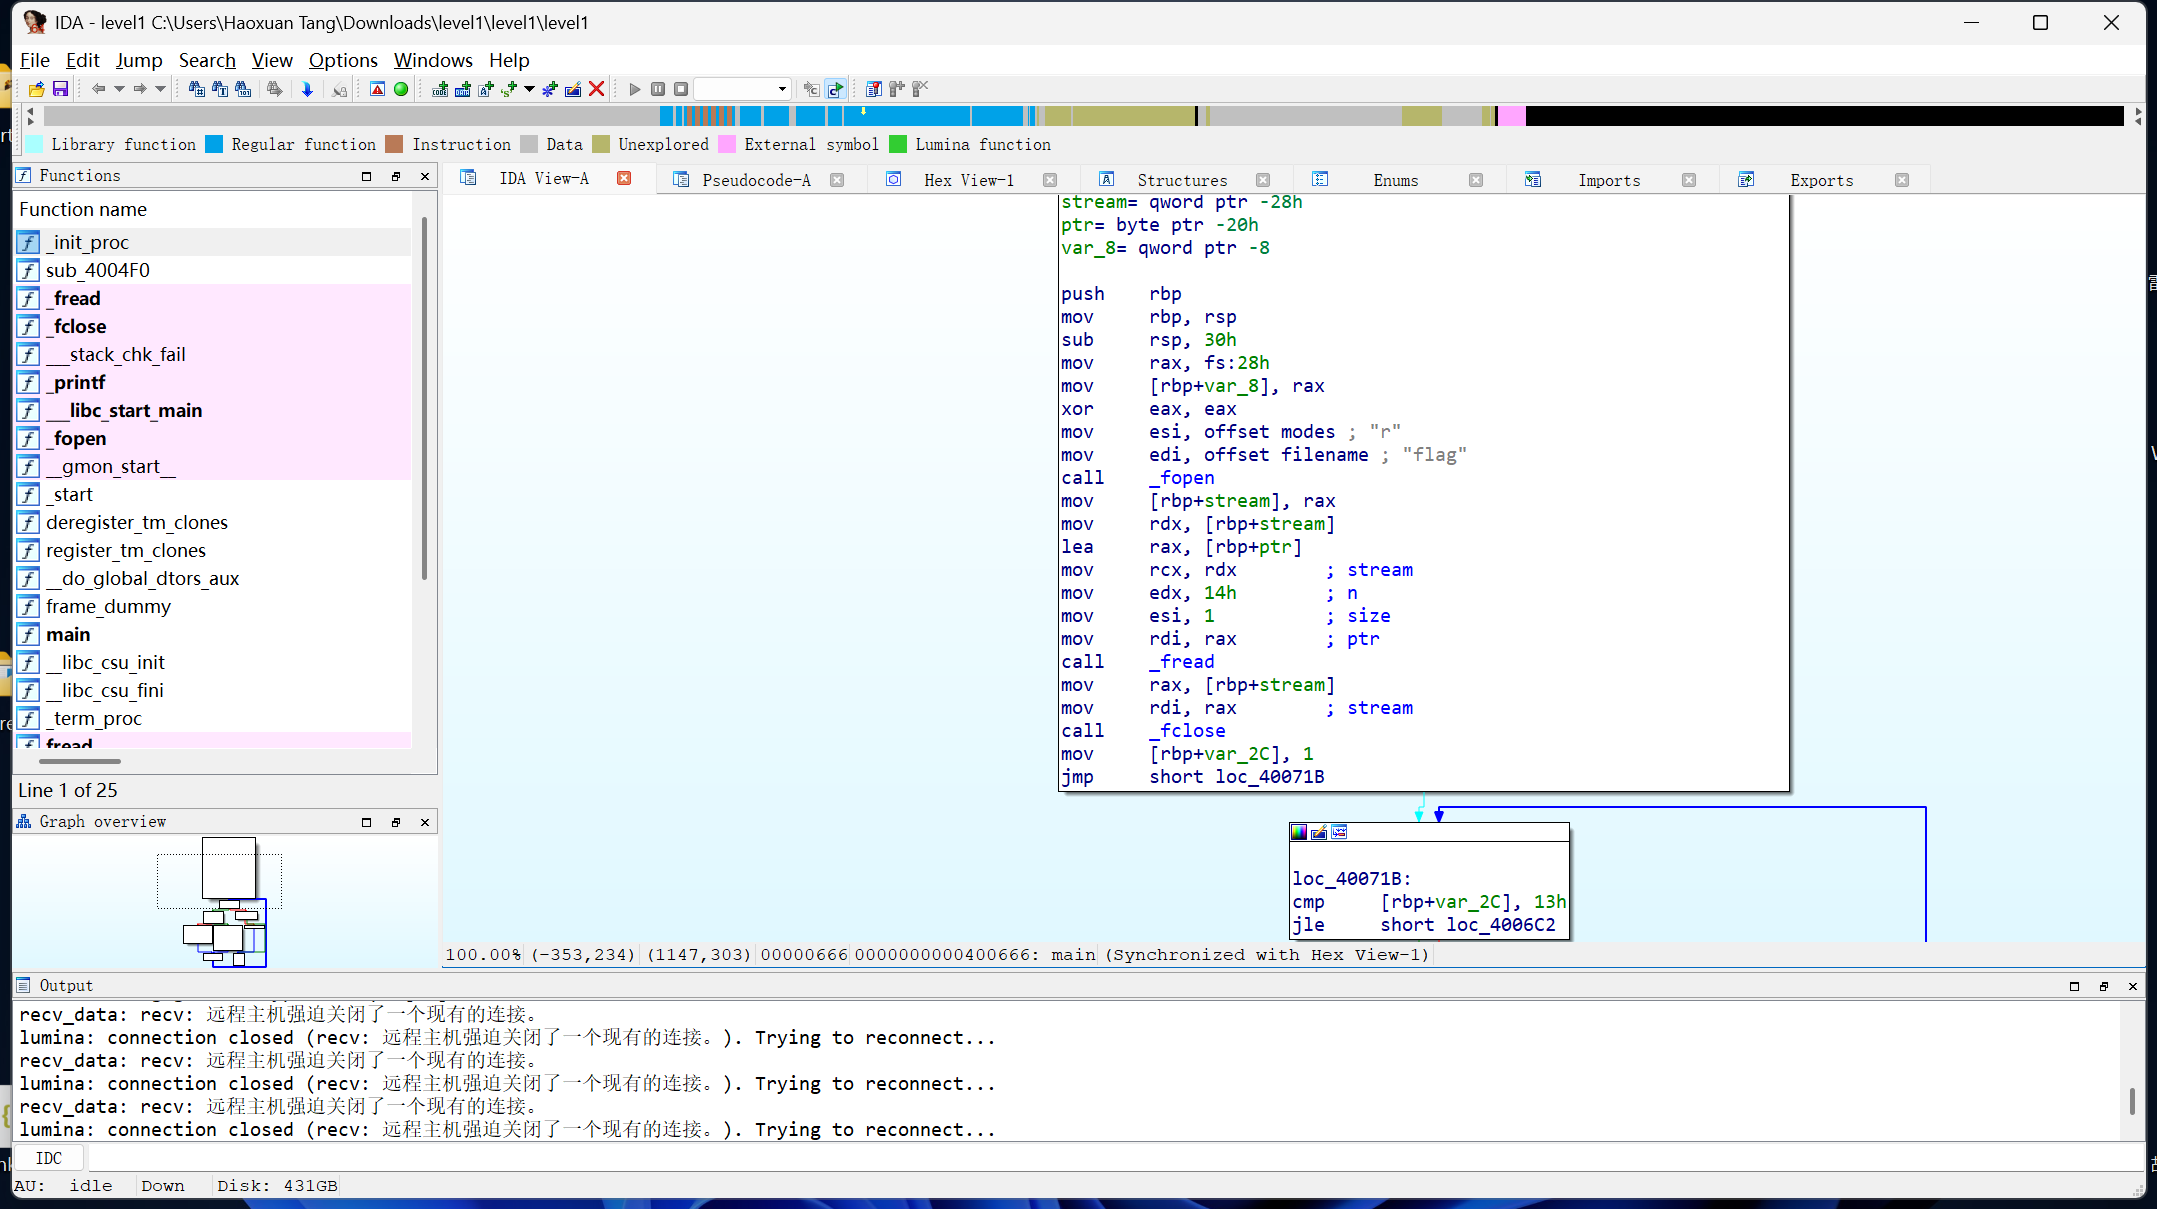 IDA - level1 C:\Users\Haoxuan Tang\Downloads\level1\level1\level1
File Edit Jump Search View Options Windows Help
Library function Regular function Instruction Data Unexplored External symbol Lumina function
Functions
IDA View-A Pseudocode-A Hex View-1 Structures Enums Imports Exports
Function name
_init_proc
sub_4004F0
_fread
_fclose
___stack_chk_fail
_printf
___libc_start_main
_fopen
__gmon_start__
_start
deregister_tm_clones
register_tm_clones
__do_global_dtors_aux
frame_dummy
main
__libc_csu_init
__libc_csu_fini
_term_proc
fread
Line 1 of 25
Graph overview
stream= qword ptr -28h
ptr= byte ptr -20h
var_8= qword ptr -8
push rbp
mov rbp, rsp
sub rsp, 30h
mov rax, fs:28h
mov [rbp+var_8], rax
xor eax, eax
mov esi, offset modes ; "r"
mov edi, offset filename ; "flag"
call _fopen
mov [rbp+stream], rax
mov rdx, [rbp+stream]
lea rax, [rbp+ptr]
mov rcx, rdx ; stream
mov edx, 14h ; n
mov esi, 1 ; size
mov rdi, rax ; ptr
call _fread
mov rax, [rbp+stream]
mov rdi, rax ; stream
call _fclose
mov [rbp+var_2C], 1
jmp short loc_40071B
loc_40071B:
cmp [rbp+var_2C], 13h
jle short loc_4006C2
100.00% (-353,234) (1147,303) 00000666 0000000000400666: main (Synchronized with Hex View-1)
Output
recv_data: recv: 远程主机强迫关闭了一个现有的连接。
lumina: connection closed (recv: 远程主机强迫关闭了一个现有的连接。). Trying to reconnect...
recv_data: recv: 远程主机强迫关闭了一个现有的连接。
lumina: connection closed (recv: 远程主机强迫关闭了一个现有的连接。). Trying to reconnect...
recv_data: recv: 远程主机强迫关闭了一个现有的连接。
lumina: connection closed (recv: 远程主机强迫关闭了一个现有的连接。). Trying to reconnect...
IDC
AU: idle Down Disk: 431GB